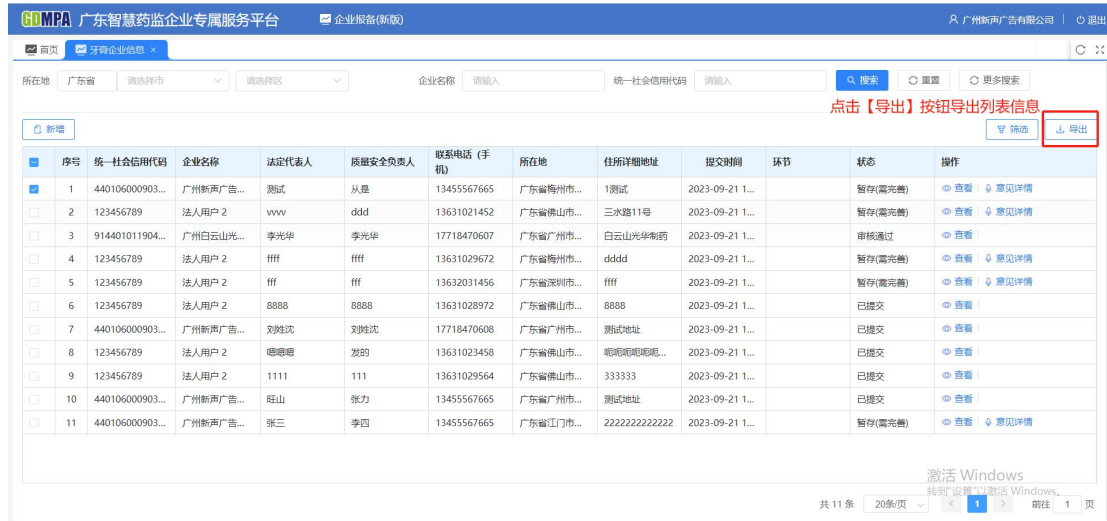 GDMPA 广东智慧药监企业专属服务平台 企业报备(新版) 广州新声广告有限公司 退出
首页 牙膏企业信息 ×
所在地 广东省 请选择市 请选择区 企业名称 请输入 统一社会信用代码 请输入 搜索 重置 更多搜索
点击【导出】按钮导出列表信息
新增 筛选 导出
序号 统一社会信用代码 企业名称 法定代表人 质量安全负责人 联系电话（手机） 所在地 住所详细地址 提交时间 环节 状态 操作
1 440106000903... 广州新声广告... 测试 从是 13455567665 广东省梅州市... 1测试 2023-09-21 1... 暂存(需完善) 查看 意见详情
2 123456789 法人用户 2 vvvv ddd 13631021452 广东省佛山市... 三水路11号 2023-09-21 1... 暂存(需完善) 查看 意见详情
3 914401011904... 广州白云山光... 李光华 李光华 17718470607 广东省广州市... 白云山光华制药 2023-09-21 1... 审核通过 查看
4 123456789 法人用户 2 ffff ffff 13631029672 广东省梅州市... dddd 2023-09-21 1... 暂存(需完善) 查看 意见详情
5 123456789 法人用户 2 fff fff 13632031456 广东省深圳市... ffff 2023-09-21 1... 暂存(需完善) 查看 意见详情
6 123456789 法人用户 2 8888 8888 13631028972 广东省佛山市... 8888 2023-09-21 1... 已提交 查看
7 440106000903... 广州新声广告... 刘姓沈 刘姓沈 17718470608 广东省广州市... 测试地址 2023-09-21 1... 已提交 查看
8 123456789 法人用户 2 嗯嗯嗯 发的 13631023458 广东省佛山市... 呃呃呃呃呃... 2023-09-21 1... 已提交 查看
9 123456789 法人用户 2 1111 111 13631029564 广东省佛山市... 333333 2023-09-21 1... 已提交 查看
10 440106000903... 广州新声广告... 旺山 张力 13455567665 广东省广州市... 测试地址 2023-09-21 1... 已提交 查看
11 440106000903... 广州新声广告... 张三 李四 13455567665 广东省江门市... 2222222222222 2023-09-21 1... 暂存(需完善) 查看 意见详情
激活 Windows
转到"设置"以激活 Windows。
共 11 条 20条/页 < 1 > 前往 1 页